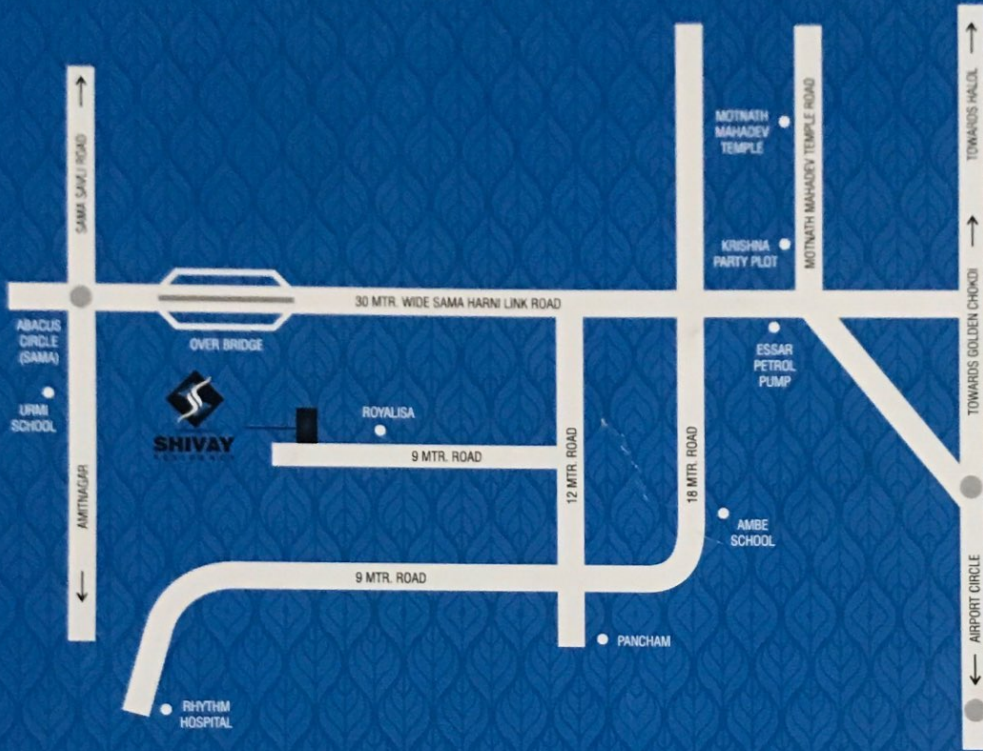 SAMA SAVLI ROAD
MOTNATH
MAHADEV
TEMPLE
MOTNATH MAHADEV TEMPLE ROAD
TOWARDS HALOL
KRISHNA
PARTY PLOT
30 MTR. WIDE SAMA HARNI LINK ROAD
ABACUS
CIRCLE
(SAMA)
OVER BRIDGE
ESSAR
PETROL
PUMP
TOWARDS GOLDEN CHOKDI
URMI
SCHOOL
SHIVAY
RESIDENCY
ROYALISA
9 MTR. ROAD
12 MTR. ROAD
18 MTR. ROAD
AMITNAGAR
AMBE
SCHOOL
9 MTR. ROAD
AIRPORT CIRCLE
PANCHAM
RHYTHM
HOSPITAL